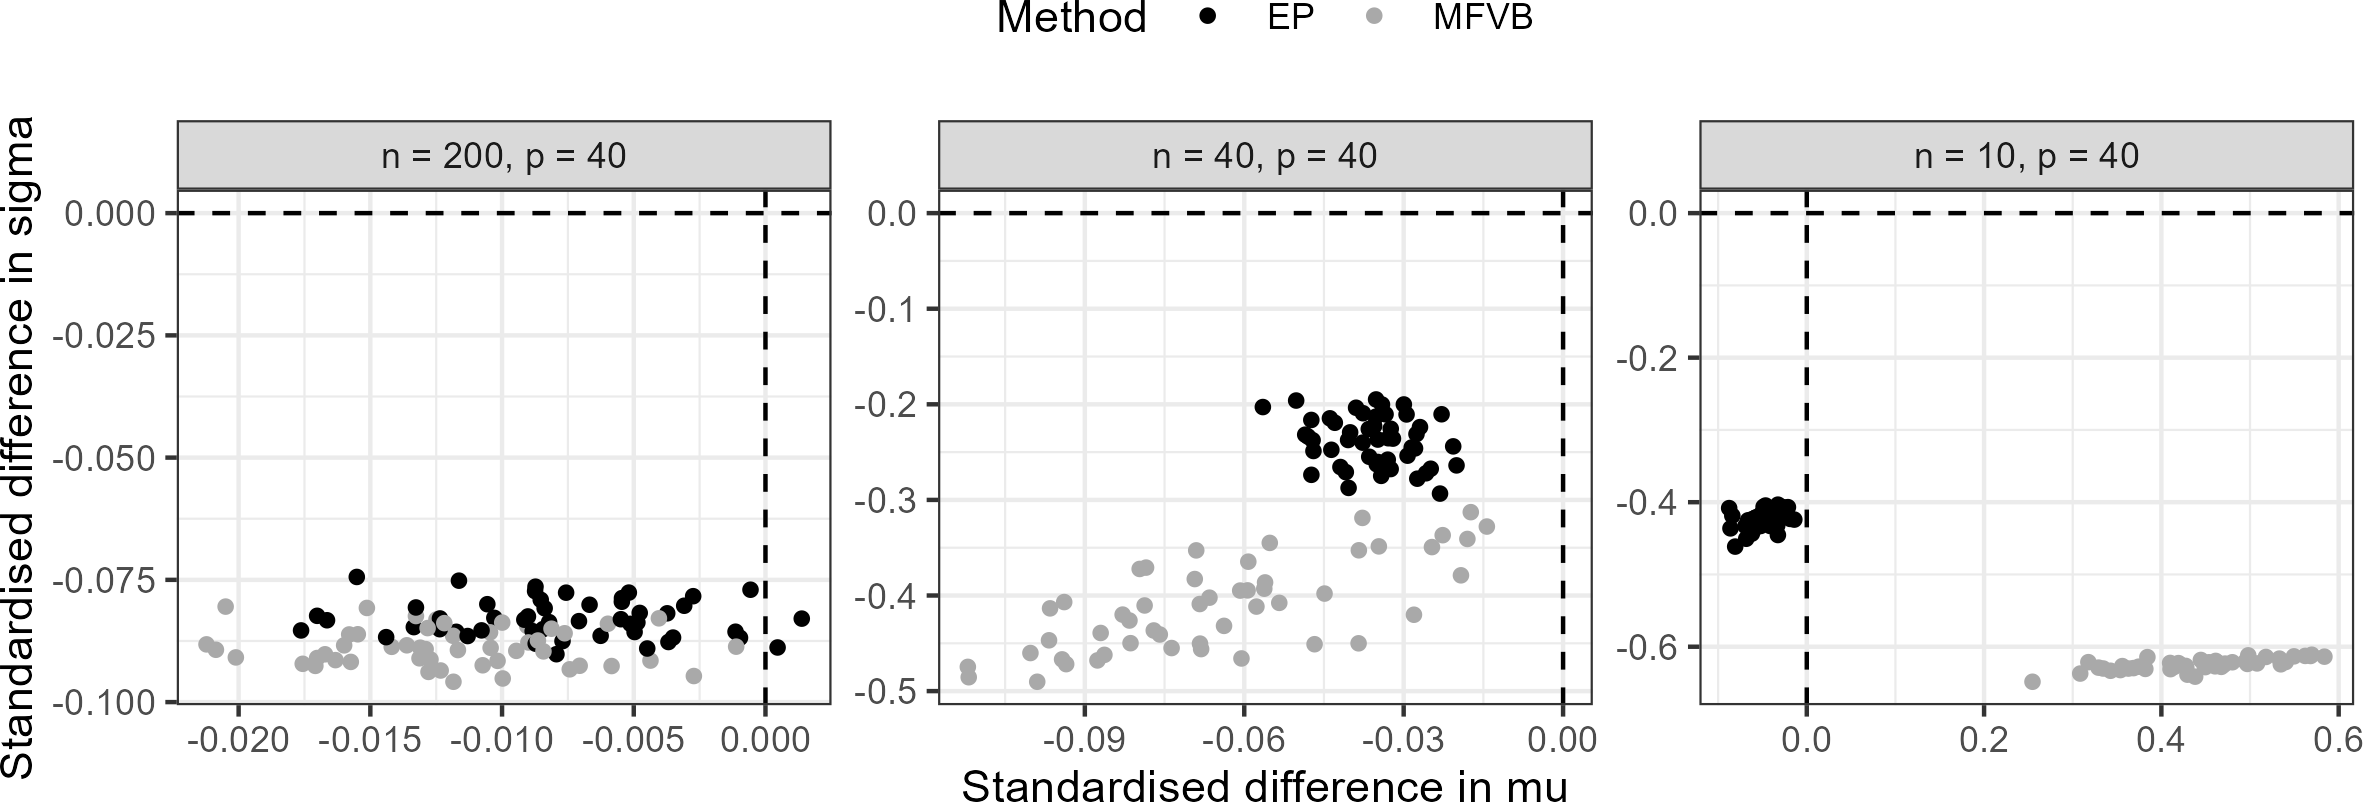 Method EP MFVB
Standardised difference in sigma
n = 200, p = 40
0.000
-0.025
-0.050
-0.075
-0.100
-0.020 -0.015 -0.010 -0.005 0.000
n = 40, p = 40
0.0
-0.1
-0.2
-0.3
-0.4
-0.5
-0.09 -0.06 -0.03 0.00
n = 10, p = 40
0.0
-0.2
-0.4
-0.6
0.0 0.2 0.4 0.6
Standardised difference in mu